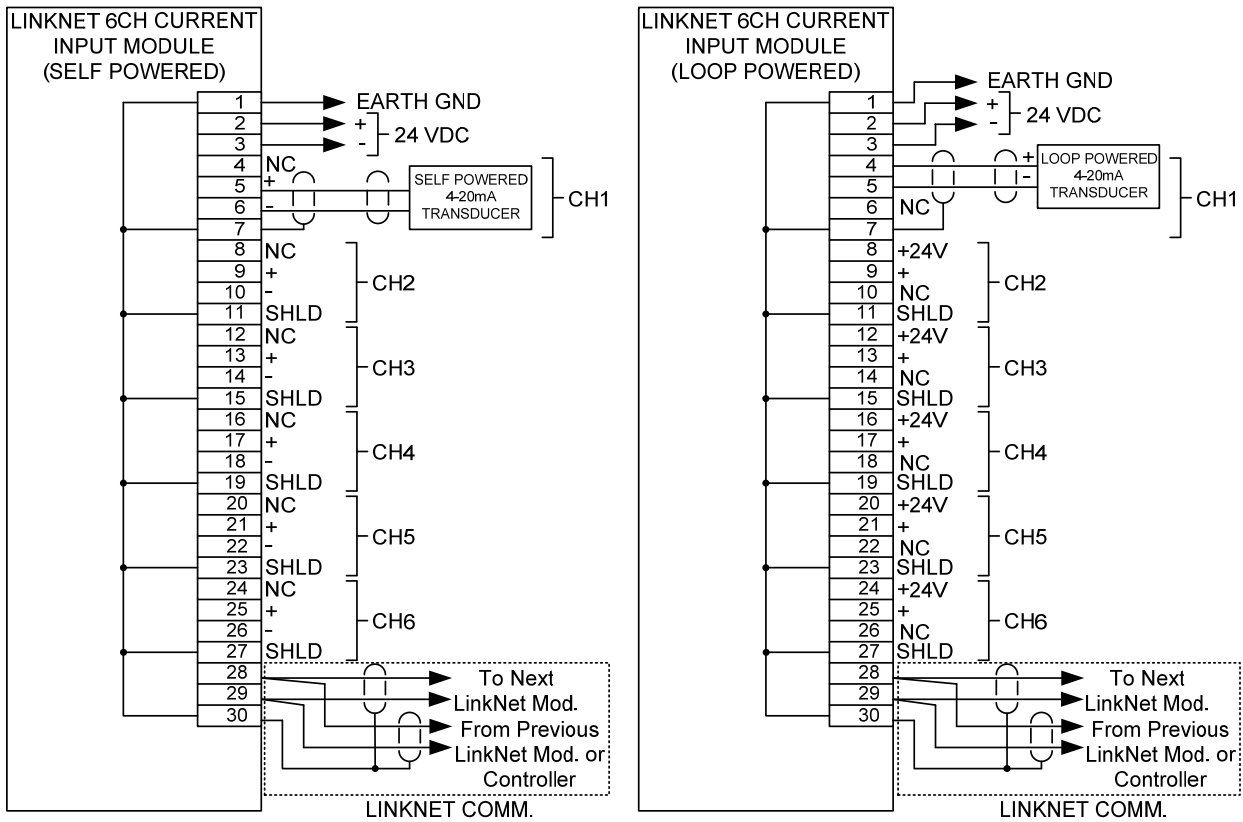 LINKNET 6CH CURRENT
INPUT MODULE
(SELF POWERED)
1
EARTH GND
2
+
24 VDC
3
-
4
NC
5
+
SELF POWERED
4-20mA
TRANSDUCER
CH1
6
-
7
8
NC
9
+
CH2
10
-
11
SHLD
12
NC
13
+
CH3
14
-
15
SHLD
16
NC
17
+
CH4
18
-
19
SHLD
20
NC
21
+
CH5
22
-
23
SHLD
24
NC
25
+
CH6
26
-
27
SHLD
28
29
30
To Next
LinkNet Mod.
From Previous
LinkNet Mod. or
Controller
LINKNET COMM.
LINKNET 6CH CURRENT
INPUT MODULE
(LOOP POWERED)
1
EARTH GND
2
+
24 VDC
3
-
4
+
5
-
LOOP POWERED
4-20mA
TRANSDUCER
CH1
6
NC
7
8
+24V
9
+
CH2
10
NC
11
SHLD
12
+24V
13
+
CH3
14
NC
15
SHLD
16
+24V
17
+
CH4
18
NC
19
SHLD
20
+24V
21
+
CH5
22
NC
23
SHLD
24
+24V
25
+
CH6
26
NC
27
SHLD
28
29
30
To Next
LinkNet Mod.
From Previous
LinkNet Mod. or
Controller
LINKNET COMM.